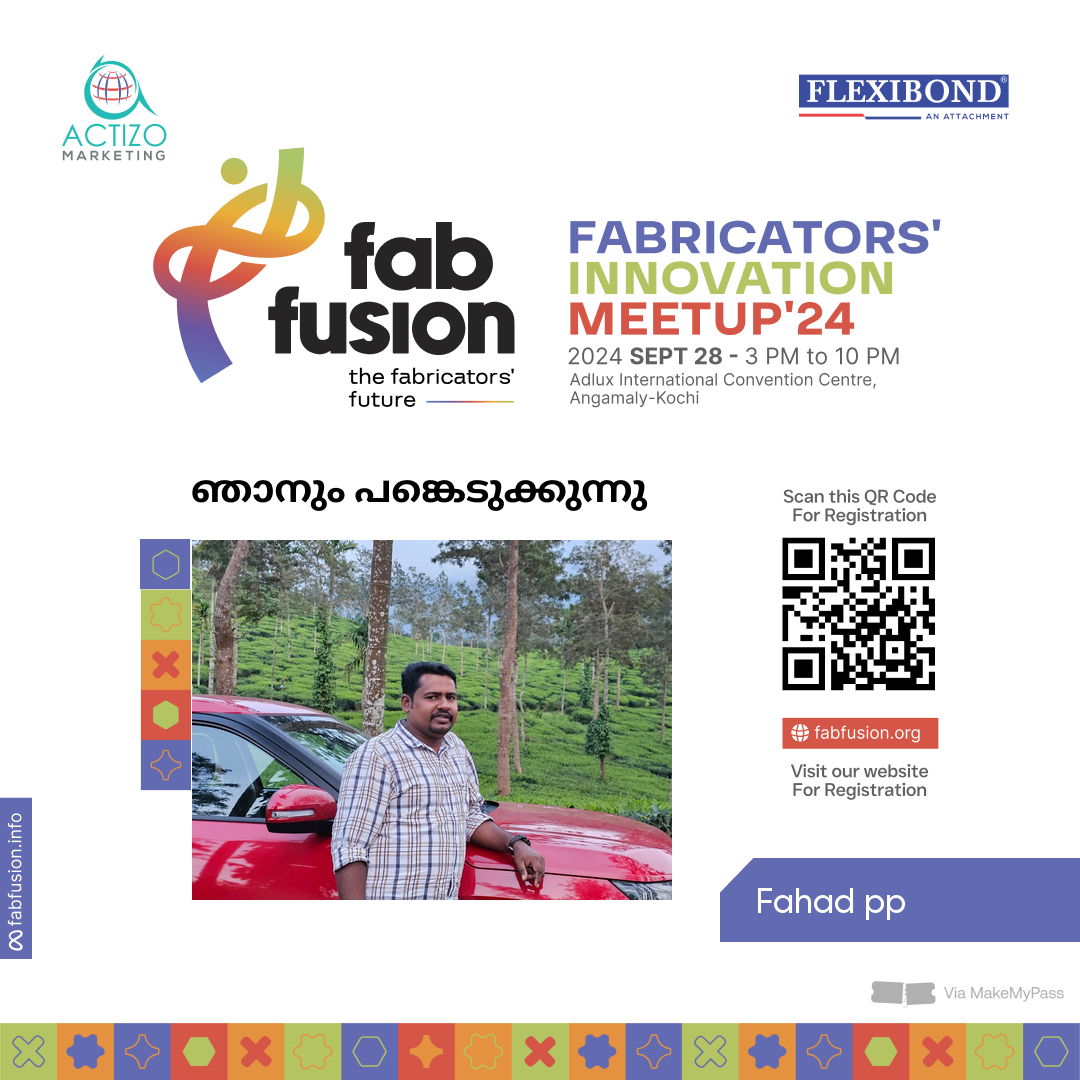 ACTIZO
MARKETING
FLEXIBOND®
AN ATTACHMENT
fab
fusion
the fabricators'
future
FABRICATORS'
INNOVATION
MEETUP'24
2024 SEPT 28 - 3 PM to 10 PM
Adlux International Convention Centre,
Angamaly-Kochi
ഞാനും പങ്കെടുക്കുന്നു
Scan this QR Code
For Registration
fabfusion.org
Visit our website
For Registration
fabfusion.info
Fahad pp
Via MakeMyPass